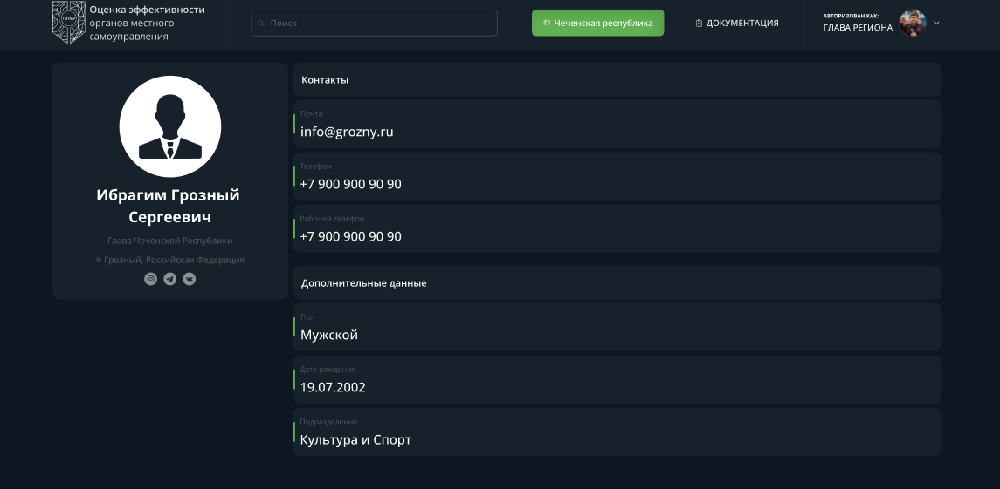 Оценка эффективности
органов местного
самоуправления
Поиск
Чеченская республика
ДОКУМЕНТАЦИЯ
АВТОРИЗОВАН КАК:
ГЛАВА РЕГИОНА
Ибрагим Грозный
Сергеевич
Глава Чеченской Республики
Грозный, Российская Федерация
Контакты
Почта
info@grozny.ru
Телефон
+7 900 900 90 90
Рабочий телефон
+7 900 900 90 90
Дополнительные данные
Пол
Мужской
Дата рождения
19.07.2002
Подразделение
Культура и Спорт